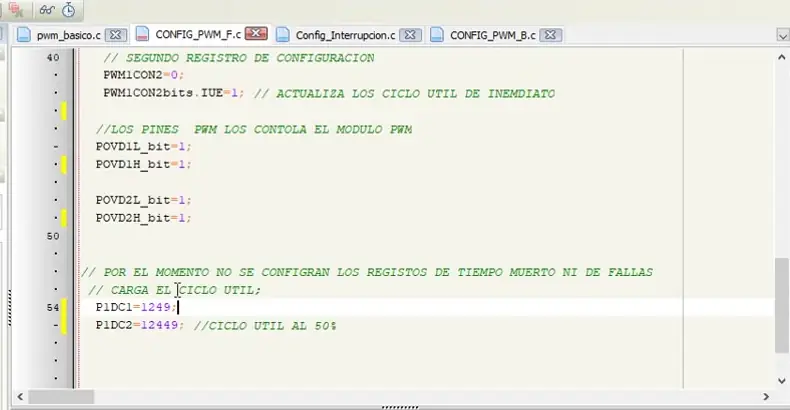 pwm_basico.c CONFIG_PWM_F.c Config_Interrupcion.c CONFIG_PWM_B.c
40 // SEGUNDO REGISTRO DE CONFIGURACION
PWM1CON2=0;
PWM1CON2bits.IUE=1; // ACTUALIZA LOS CICLO UTIL DE INEMDIATO
//LOS PINES PWM LOS CONTOLA EL MODULO PWM
POVD1L_bit=1;
POVD1H_bit=1;
POVD2L_bit=1;
POVD2H_bit=1;
50
// POR EL MOMENTO NO SE CONFIGRAN LOS REGISTOS DE TIEMPO MUERTO NI DE FALLAS
// CARGA EL CICLO UTIL;
54 P1DC1=1249;
P1DC2=12449; //CICLO UTIL AL 50%